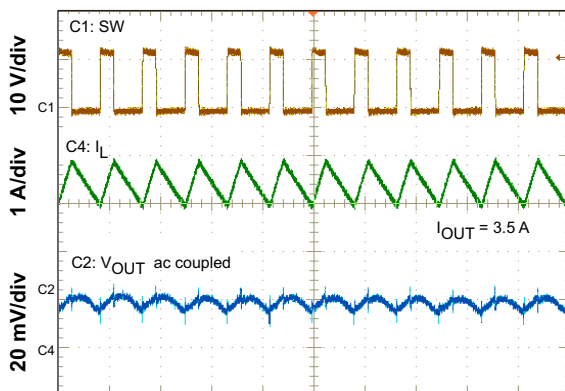 C1: SW
10 V/div
C1
C4: IL
1 A/div
IOUT = 3.5 A
C2: VOUT ac coupled
C2
20 mV/div
C4